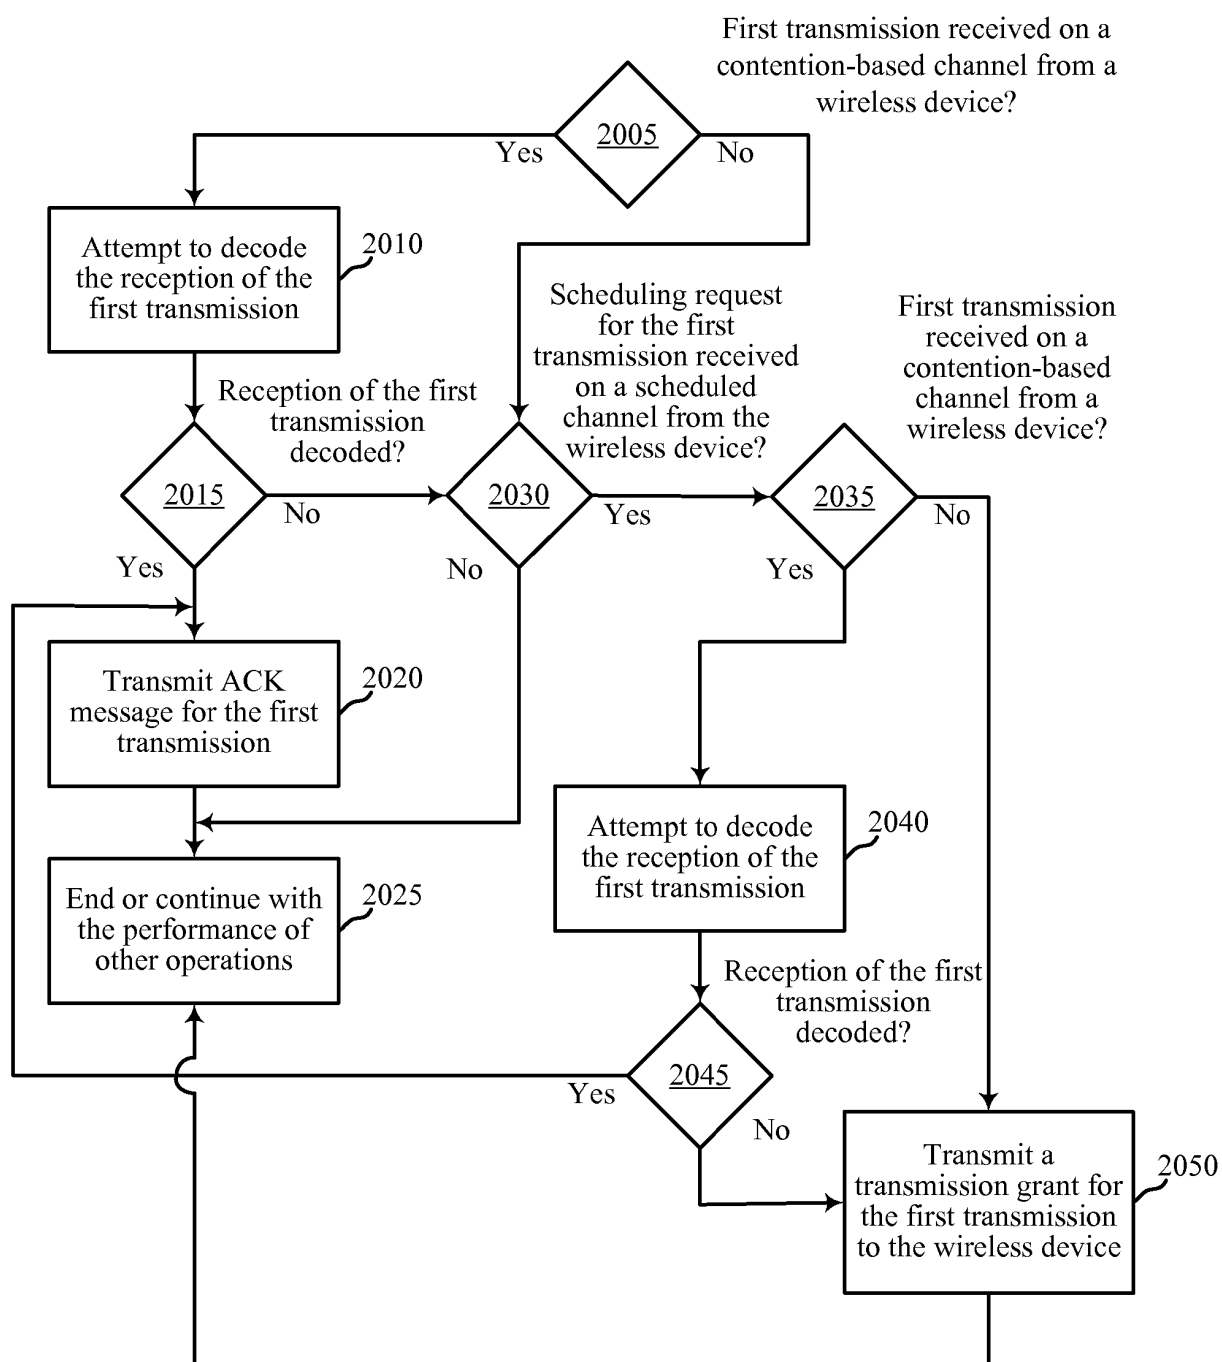 First transmission received on a
contention-based channel from a
wireless device?
2005
Yes
No
Attempt to decode
the reception of the
first transmission
2010
Scheduling request
for the first
transmission received
on a scheduled
channel from the
wireless device?
First transmission
received on a
contention-based
channel from a
wireless device?
Reception of the first
transmission
decoded?
2015
No
Yes
2030
Yes
No
2035
No
Yes
Transmit ACK
message for the first
transmission
2020
Attempt to decode
the reception of the
first transmission
2040
End or continue with
the performance of
other operations
2025
Reception of the first
transmission
decoded?
2045
Yes
No
Transmit a
transmission grant for
the first transmission
to the wireless device
2050